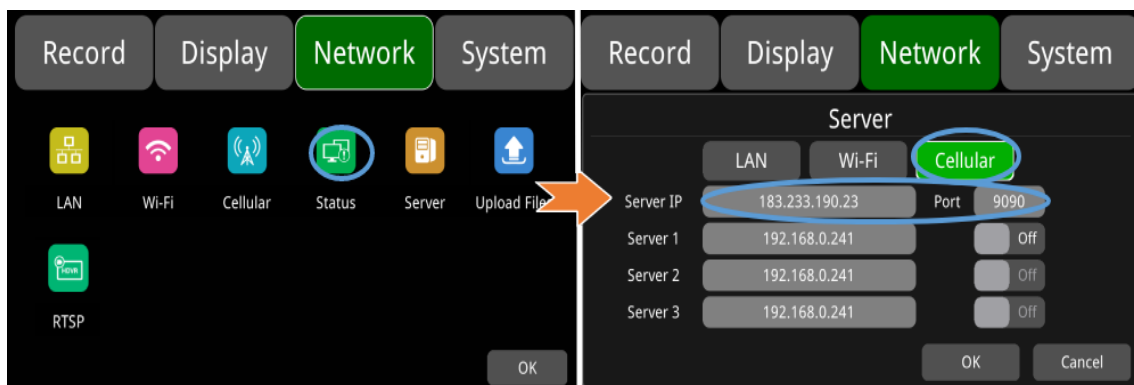 Record Display Network System
LAN Wi-Fi Cellular Status Server Upload File
HDVR
RTSP
OK
Record Display Network System
Server
LAN Wi-Fi Cellular
Server IP 183.233.190.23 Port 9090
Server 1 192.168.0.241 Off
Server 2 192.168.0.241 Off
Server 3 192.168.0.241 Off
OK Cancel